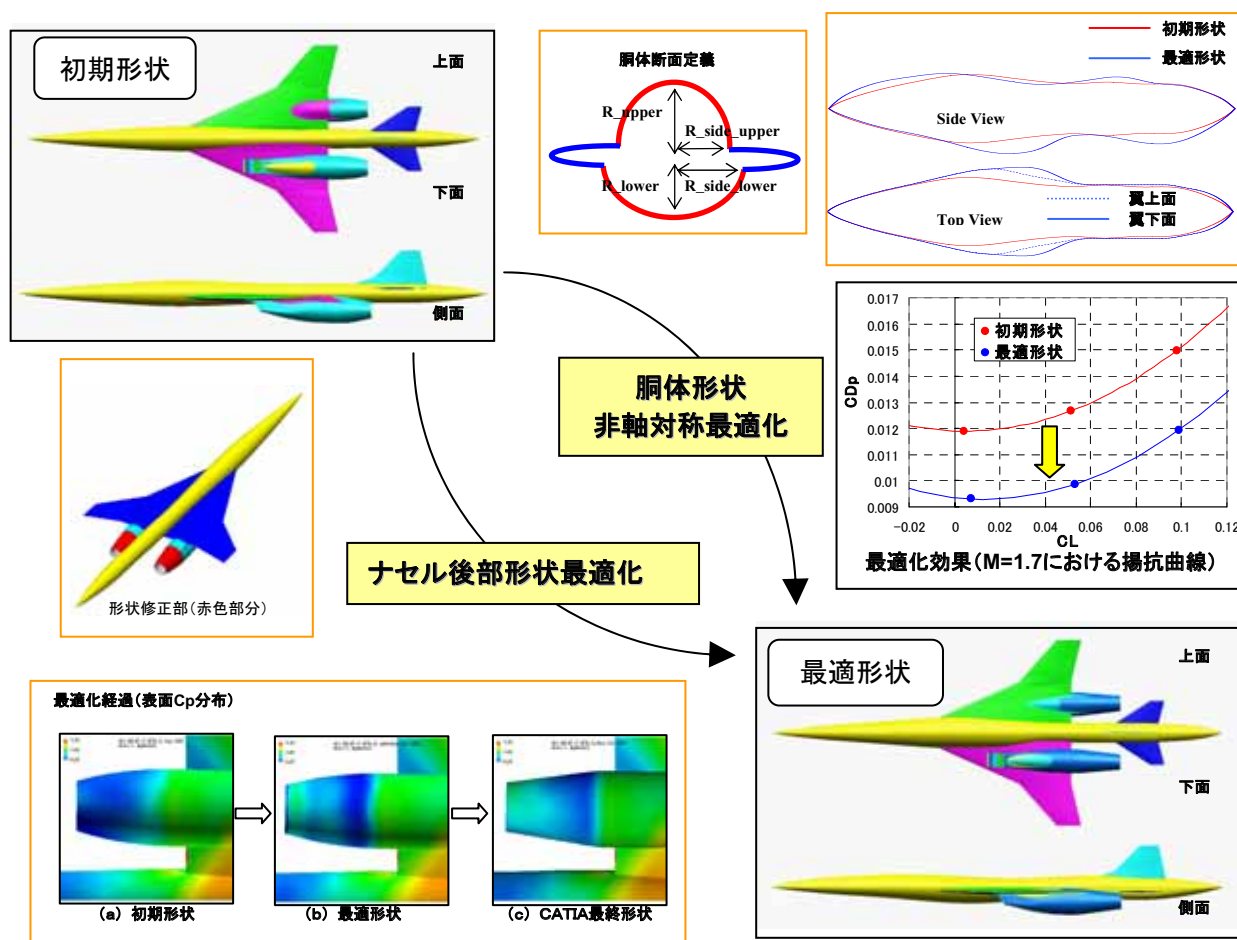 初期形状
上面
下面
側面
胴体断面定義
R_upper
R_side_upper
R_lower
R_side_lower
初期形状
最適形状
Side View
翼上面
翼下面
Top View
胴体形状
非軸対称最適化
ナセル後部形状最適化
形状修正部(赤色部分)
0.017
0.016
0.015
0.014
0.013
0.012
0.011
0.01
0.009
CDp
初期形状
最適形状
-0.02 0 0.02 0.04 0.06 0.08 0.1 0.12
CL
最適化効果(M=1.7における揚抗曲線)
最適化経過(表面Cp分布)
(a) 初期形状
(b) 最適形状
(c) CATIA最終形状
最適形状
上面
下面
側面